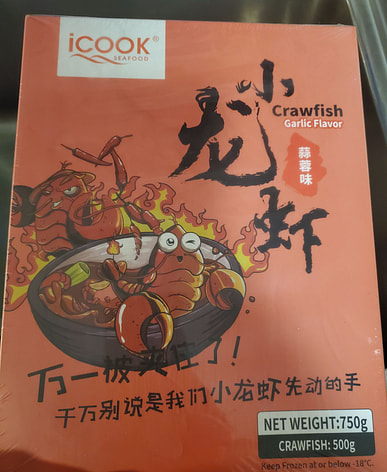 iCOOK®
SEAFOOD
小龙虾
Crawfish
Garlic Flavor
蒜蓉味
万一被夹住了!
千万别说是我们小龙虾先动的手
NET WEIGHT:750g
CRAWFISH: 500g
Keep Frozen at or below -18°C.